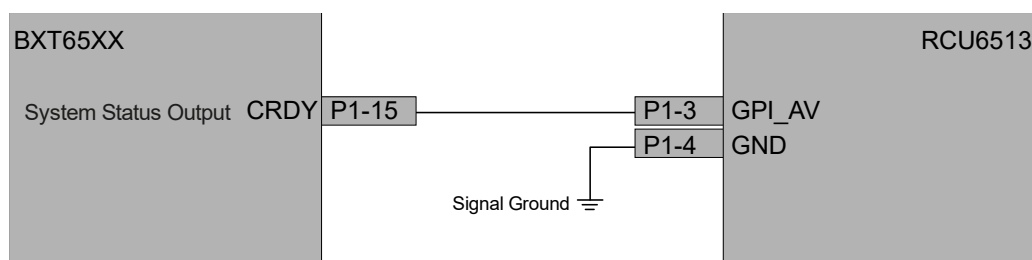 BXT65XX RCU6513
System Status Output CRDY P1-15 P1-3 GPI_AV
P1-4 GND
Signal Ground